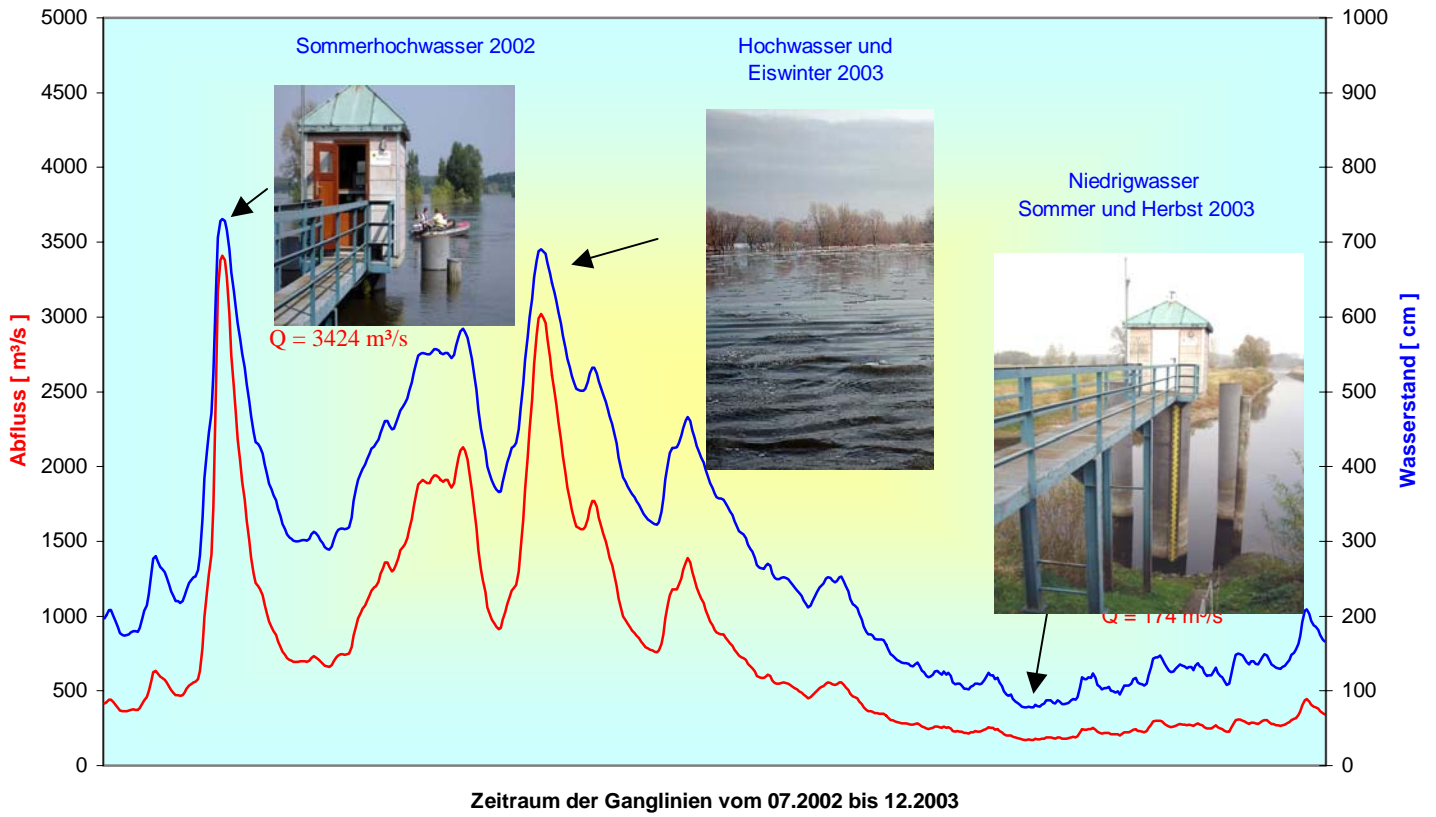 Sommerhochwasser 2002
Hochwasser und
Eiswinter 2003
Niedrigwasser
Sommer und Herbst 2003
Q = 3424 m³/s
Q = 174 m³/s
Abfluss [ m³/s ]
5000
4500
4000
3500
3000
2500
2000
1500
1000
500
0
Wasserstand [ cm ]
1000
900
800
700
600
500
400
300
200
100
0
Zeitraum der Ganglinien vom 07.2002 bis 12.2003